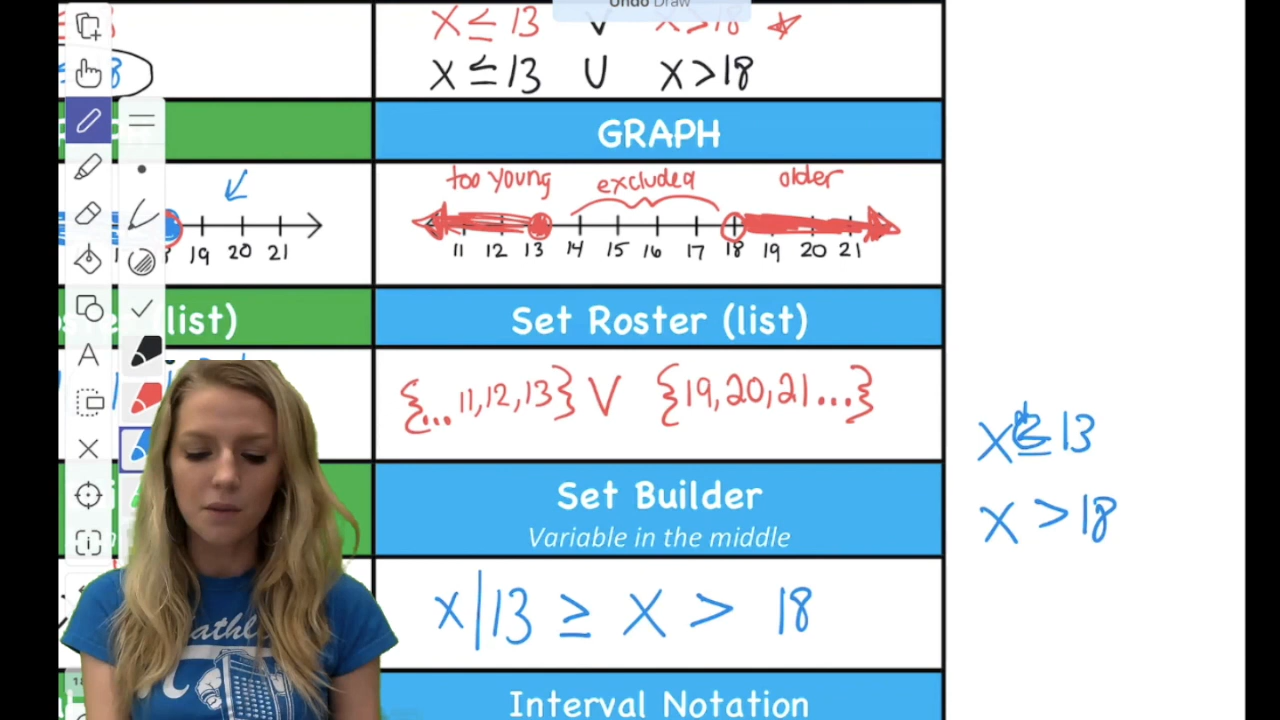 Undo Draw
x ≤ 13 V x > 18
8
x ≤ 13 U x > 18
GRAPH
too young excluded older
19 20 21
11 12 13 14 15 16 17 18 19 20 21
list)
Set Roster (list)
{...11,12,13} V {19,20,21...}
x ≤ 13
Set Builder
x > 18
Variable in the middle
x|13 ≥ x > 18
Interval Notation